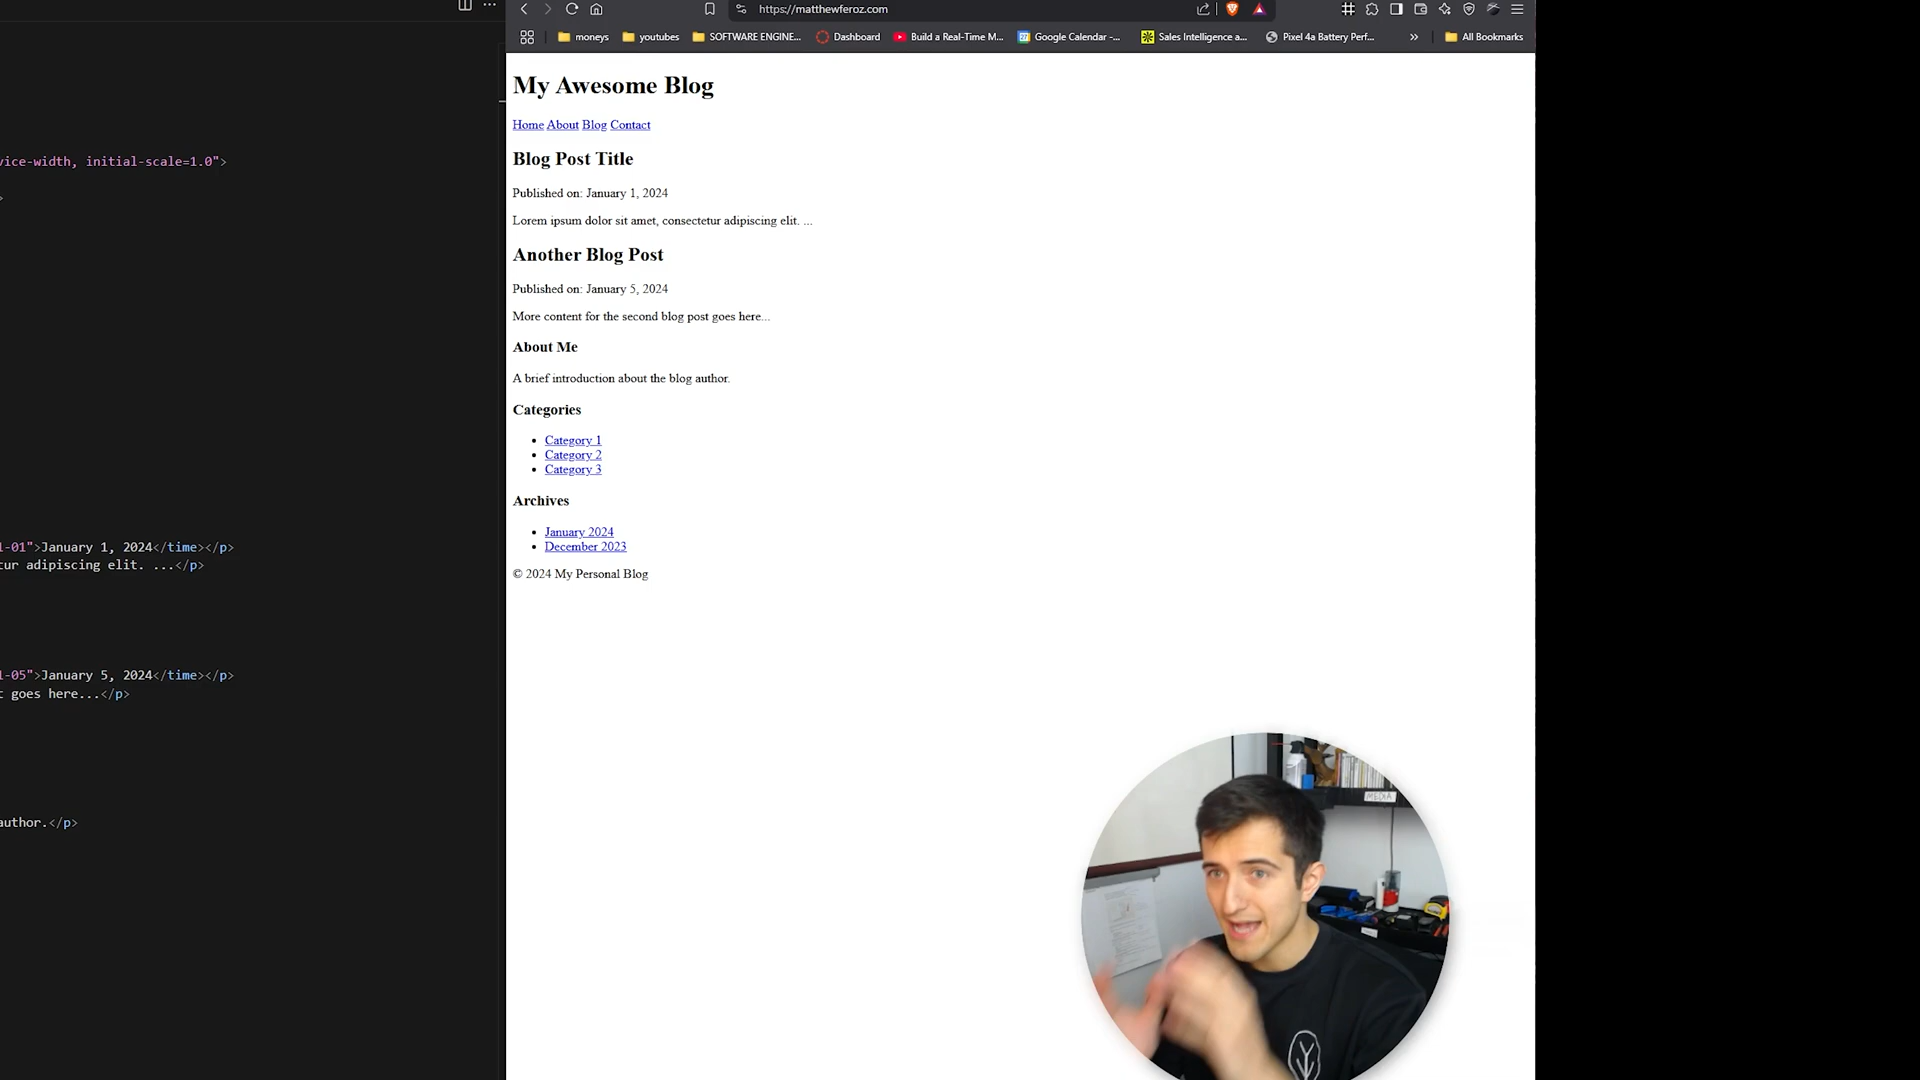 https://matthewferoz.com
moneys youtubes SOFTWARE ENGINE... Dashboard Build a Real-Time M... Google Calendar -... Sales Intelligence a... Pixel 4a Battery Perf... » All Bookmarks
My Awesome Blog
Home About Blog Contact
vice-width, initial-scale=1.0">
Blog Post Title
Published on: January 1, 2024
>
Lorem ipsum dolor sit amet, consectetur adipiscing elit. ...
Another Blog Post
Published on: January 5, 2024
More content for the second blog post goes here...
About Me
A brief introduction about the blog author.
Categories
• Category 1
• Category 2
• Category 3
Archives
• January 2024
• December 2023
© 2024 My Personal Blog
1-01">January 1, 2024</time></p>
tur adipiscing elit. ...</p>
1-05">January 5, 2024</time></p>
t goes here...</p>
author.</p>
MEDIA